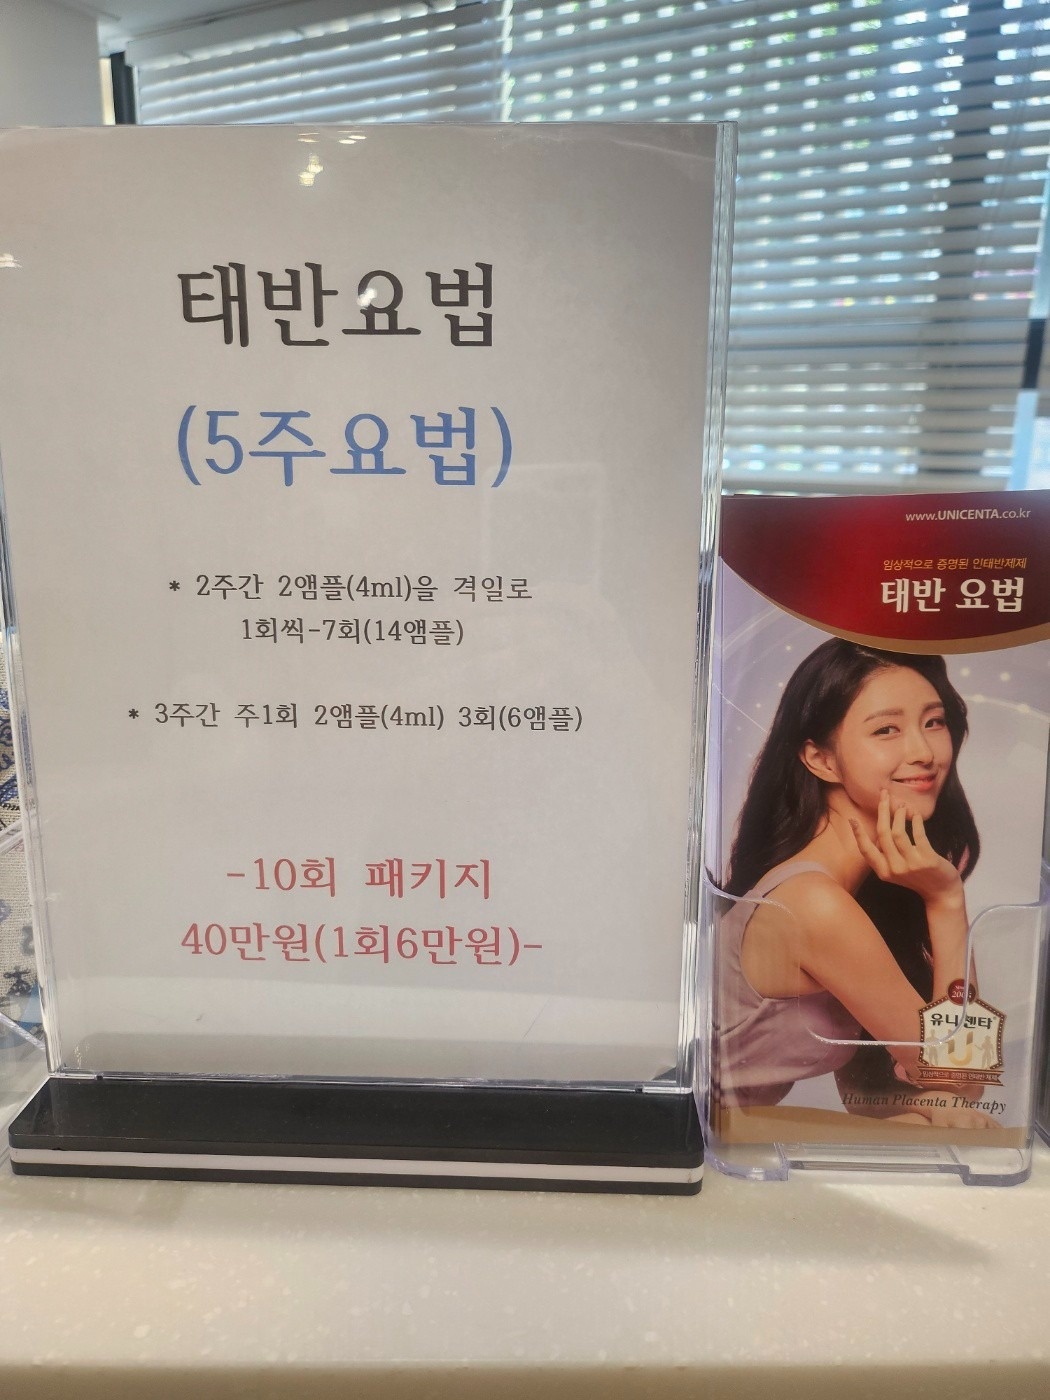 태반요법
(5주요법)
* 2주간 2앰플(4ml)을 격일로
1회씩-7회(14앰플)
* 3주간 주1회 2앰플(4ml) 3회(6앰플)
-10회 패키지
40만원(1회6만원)-
www.UNICENTA.co.kr
임상적으로 증명된 인태반제제
태반 요법
유니센타
Human Placenta Therapy